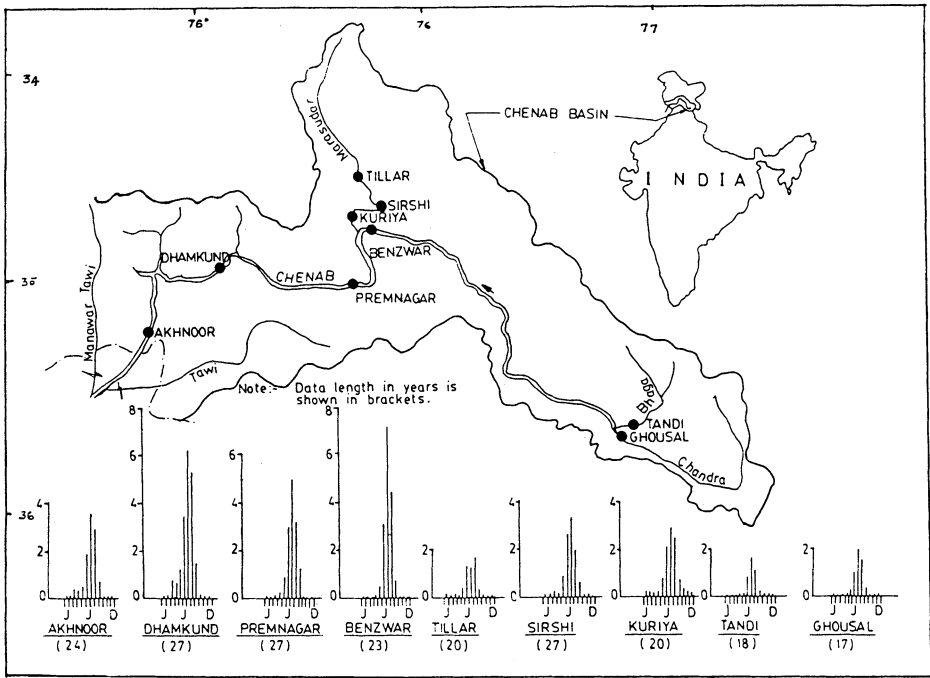 75°
76
77
34
CHENAB BASIN
Marasudar
INDIA
TILLAR
SIRSHI
KURIYA
BENZWAR
DHAMKUND
CHENAB
35
PREMNAGAR
Manawar Tawi
AKHNOOR
Tawi
Note:- Data length in years is
shown in brackets.
Bhaga
TANDI
GHOUSAL
Chandra
36
4
2
0
8
6
4
2
0
6
4
2
0
8
6
4
2
0
2
0
4
2
0
4
2
0
2
0
2
0
J J D
J J D
J J D
J J D
J J D
J J D
J J D
J J D
J J D
AKHNOOR
(24)
DHAMKUND
(27)
PREMNAGAR
(27)
BENZWAR
(23)
TILLAR
(20)
SIRSHI
(27)
KURIYA
(20)
TANDI
(18)
GHOUSAL
(17)